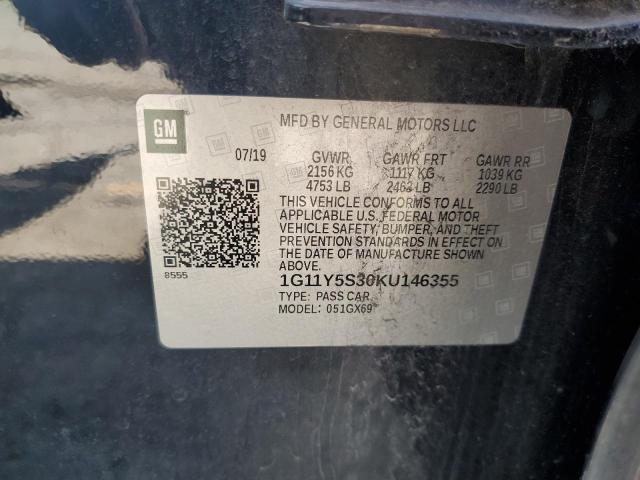 GM
MFD BY GENERAL MOTORS LLC
07/19 GVWR GAWR FRT GAWR RR
2156 KG 1117 KG 1039 KG
4753 LB 2463 LB 2290 LB
THIS VEHICLE CONFORMS TO ALL
APPLICABLE U.S. FEDERAL MOTOR
VEHICLE SAFETY, BUMPER, AND THEFT
PREVENTION STANDARDS IN EFFECT ON
THE DATE OF MANUFACTURE SHOWN
ABOVE.
8555
1G11Y5S30KU146355
TYPE: PASS CAR
MODEL: 051GX69